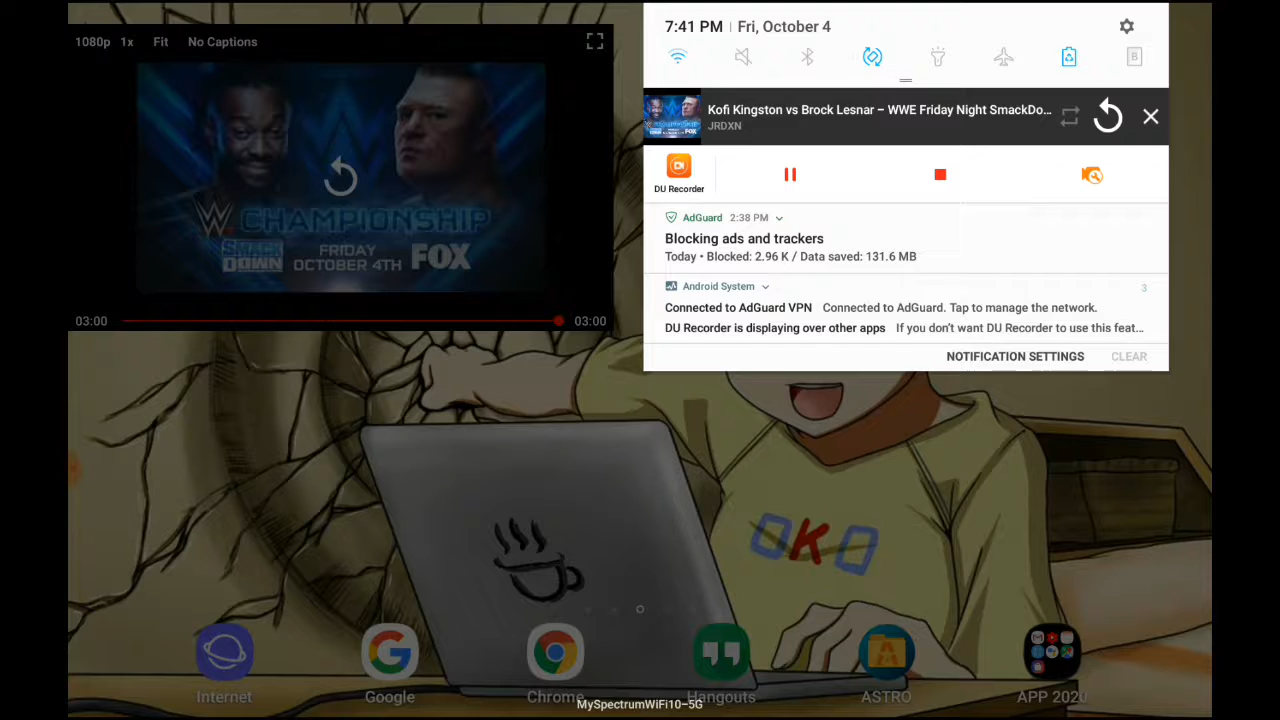 1080p 1x Fit No Captions
W CHAMPIONSHIP
SMACK DOWN FRIDAY OCTOBER 4TH FOX
03:00 03:00
7:41 PM Fri, October 4
B
Kofi Kingston vs Brock Lesnar – WWE Friday Night SmackDo...
JRDXN
DU Recorder
AdGuard 2:38 PM
Blocking ads and trackers
Today • Blocked: 2.96 K / Data saved: 131.6 MB
Android System 3
Connected to AdGuard VPN Connected to AdGuard. Tap to manage the network.
DU Recorder is displaying over other apps If you don't want DU Recorder to use this feat...
NOTIFICATION SETTINGS CLEAR
OKO
Internet Google Chrome Hangouts ASTRO APP 2020
MySpectrumWiFi10-5G